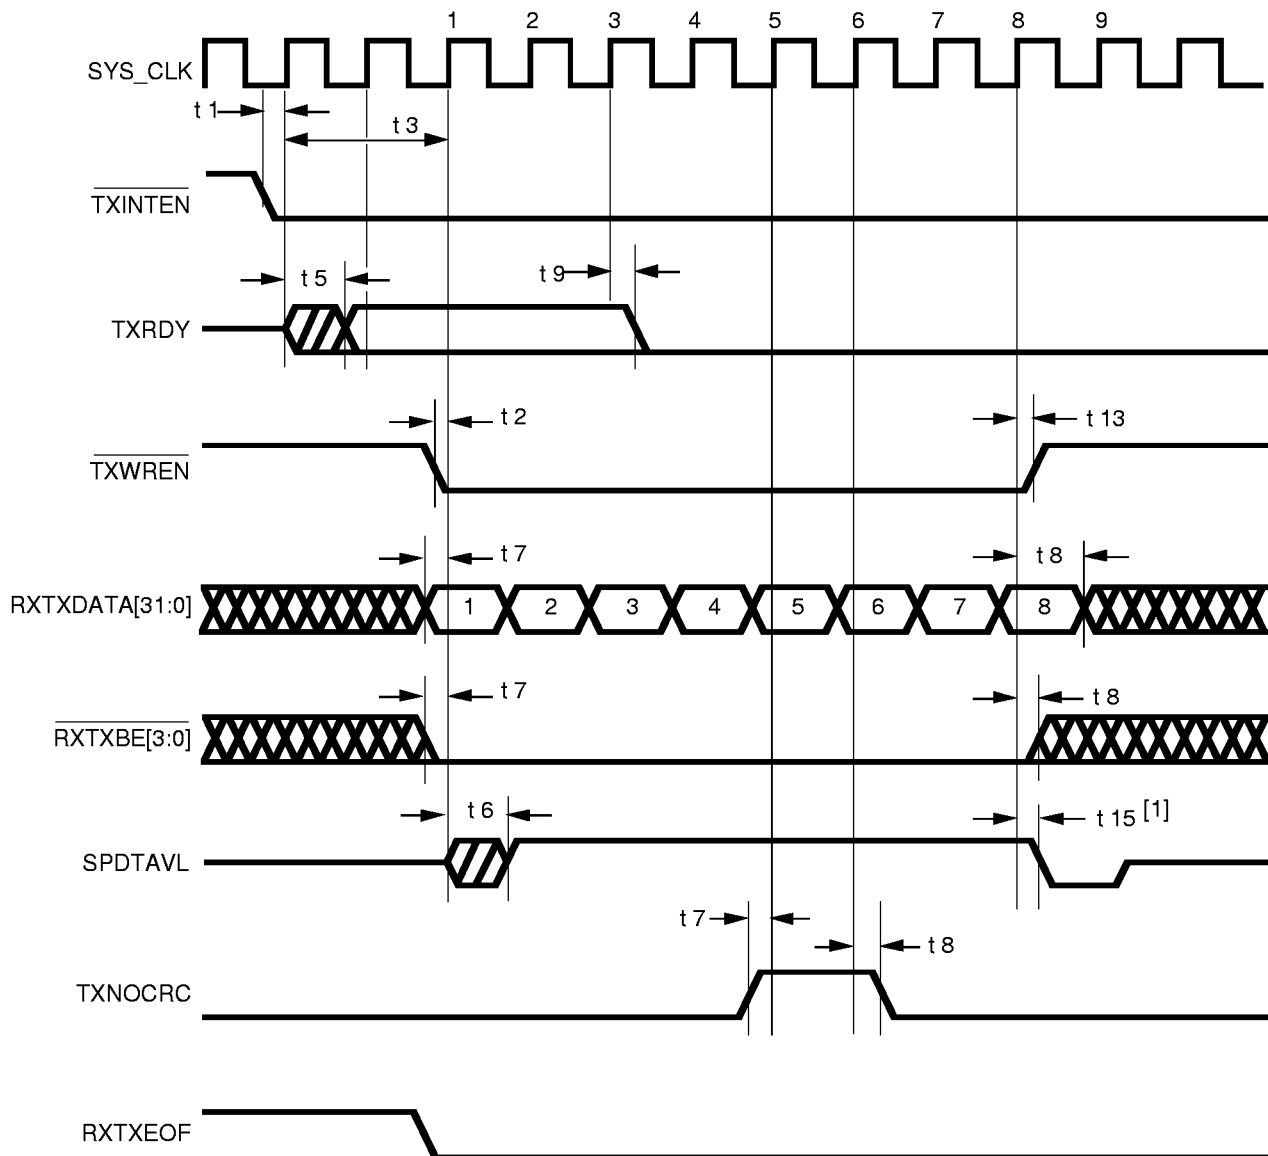 1 2 3 4 5 6 7 8 9
SYS_CLK
t 1
t 3
TXINTEN
t 5
t 9
TXRDY
t 2
t 13
TXWREN
t 7
t 8
RXTXDATA[31:0]
1 2 3 4 5 6 7 8
t 7
t 8
RXTXBE[3:0]
t 6
t 15 [1]
SPDTAVL
t 7
t 8
TXNOCRC
RXTXEOF